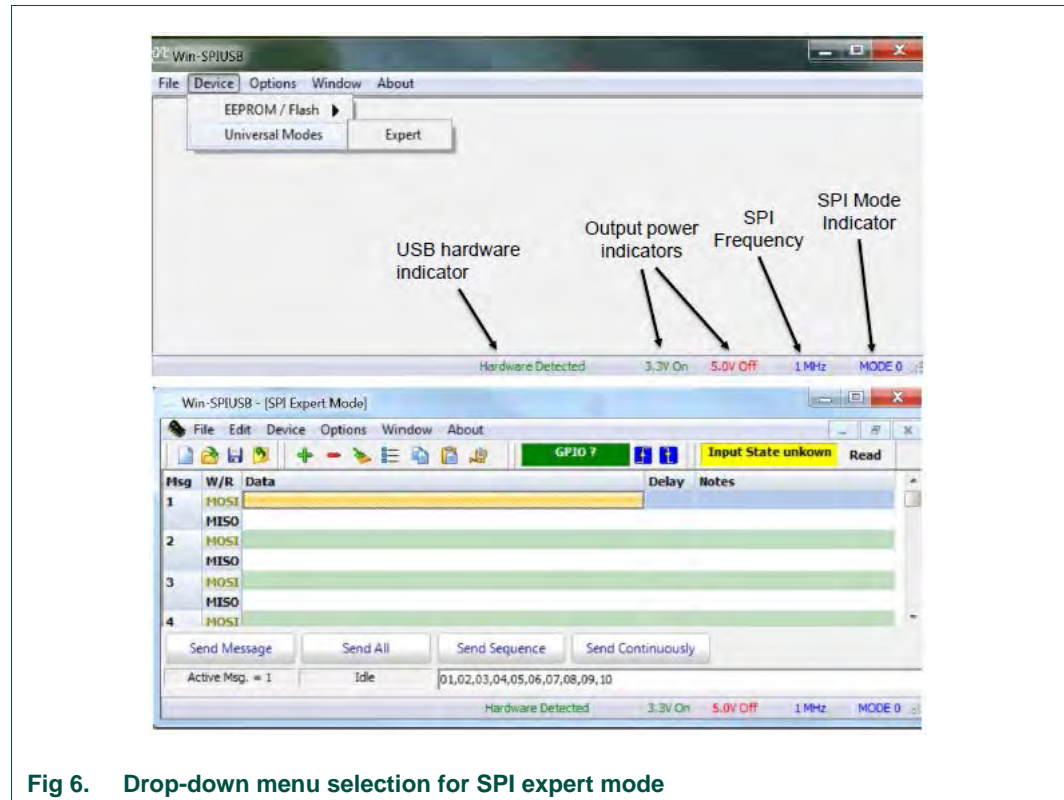 Win-SPIUSB
File Device Options Window About
EEPROM / Flash
Universal Modes Expert
USB hardware
indicator
Output power
indicators
SPI
Frequency
SPI Mode
Indicator
Hardware Detected 3.3V On 5.0V Off 1 MHz MODE 0
Win-SPIUSB - [SPI Expert Mode]
File Edit Device Options Window About
GPIO ? Input State unkown Read
Msg W/R Data Delay Notes
1 MOSI
MISO
2 MOSI
MISO
3 MOSI
MISO
4 MOSI
Send Message Send All Send Sequence Send Continuously
Active Msg. = 1 Idle 01,02,03,04,05,06,07,08,09,10
Hardware Detected 3.3V On 5.0V Off 1 MHz MODE 0
Fig 6. Drop-down menu selection for SPI expert mode